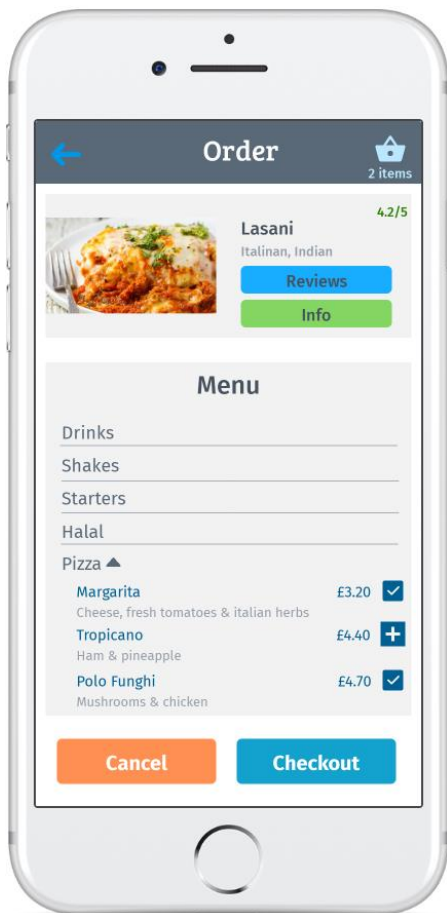 Order
2 items
4.2/5
Lasani
Italinan, Indian
Reviews
Info
Menu
Drinks
Shakes
Starters
Halal
Pizza
Margarita £3.20
Cheese, fresh tomatoes & italian herbs
Tropicano £4.40
Ham & pineapple
Polo Funghi £4.70
Mushrooms & chicken
Cancel Checkout